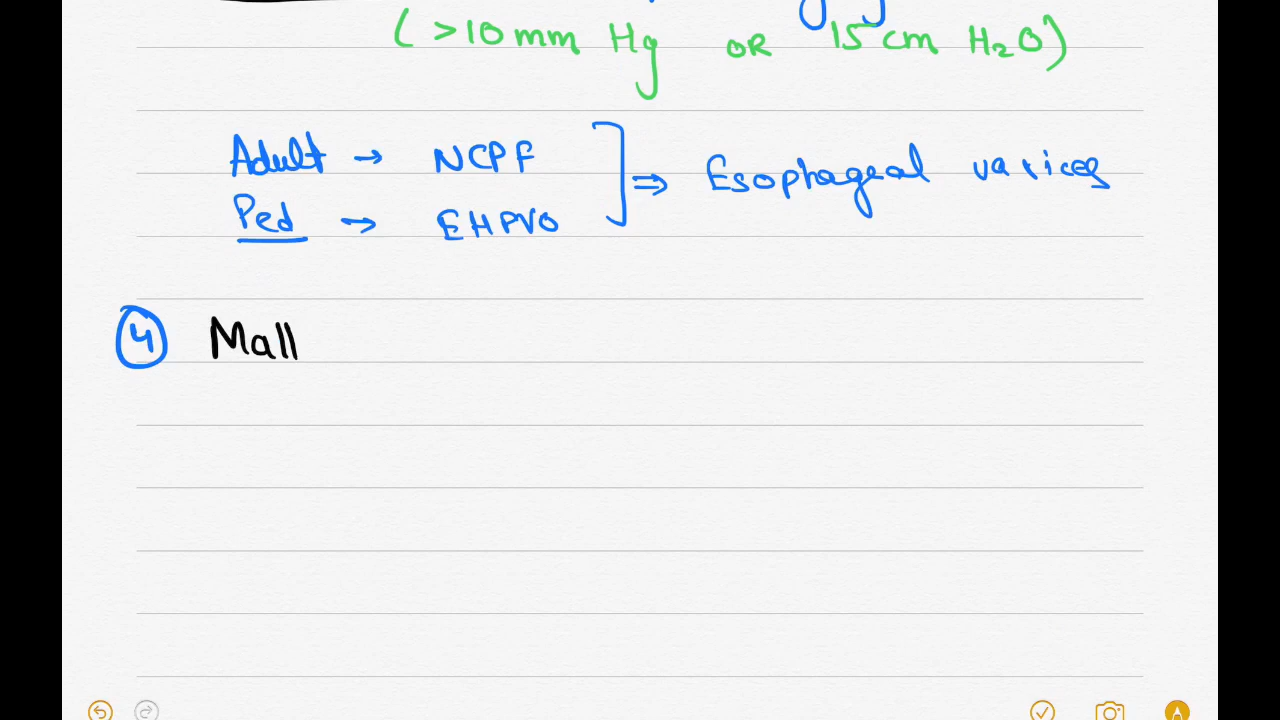 ( >10 mm Hg OR 15 cm H₂O)
Adult → NCPF ] ⇒ Esophageal varices
Ped → EHPVO
4 Mall
A